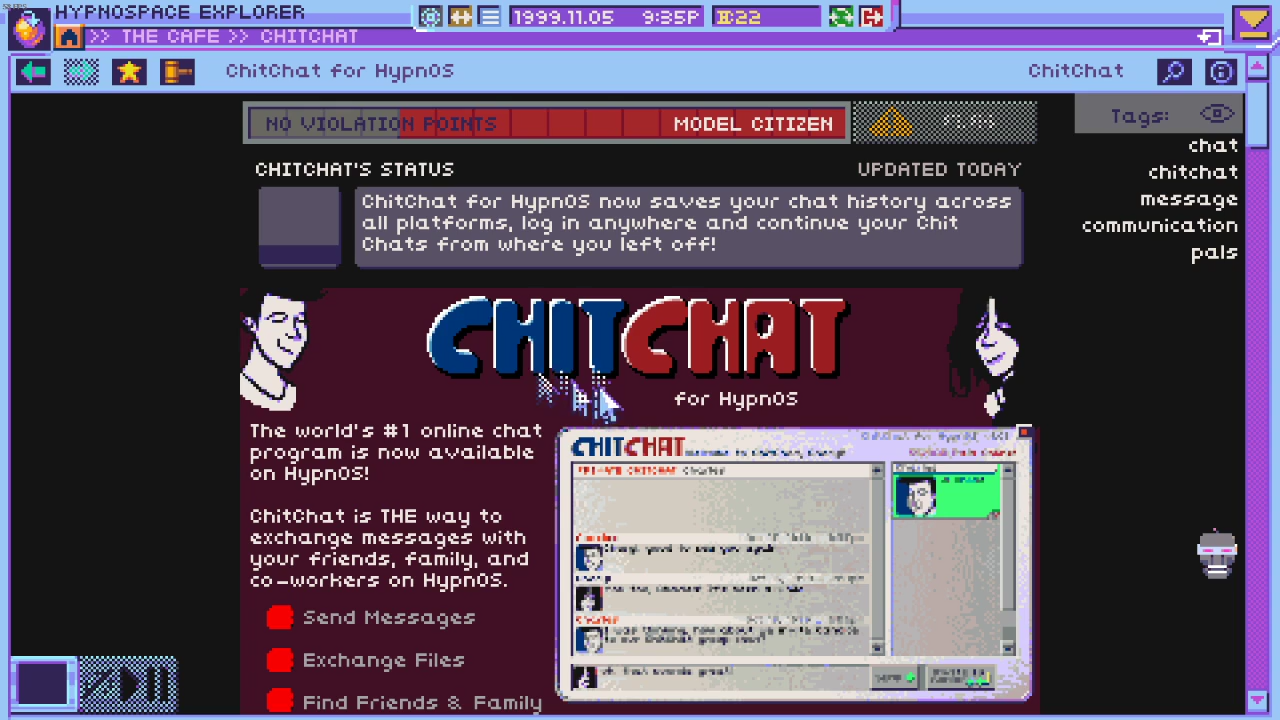 HYPNOSPACE EXPLORER
1999.11.05 9:35P
22
>> THE CAFE >> CHITCHAT
ChitChat for HypnOS
ChitChat
NO VIOLATION POINTS
MODEL CITIZEN
Tags:
chat
chitchat
message
communication
pals
CHITCHAT'S STATUS
UPDATED TODAY
ChitChat for HypnOS now saves your chat history across
all platforms, log in anywhere and continue your Chit
Chats from where you left off!
CHITCHAT
for HypnOS
The world's #1 online chat
program is now available
on HypnOS!
ChitChat is THE way to
exchange messages with
your friends, family, and
co-workers on HypnOS.
Send Messages
Exchange Files
Find Friends & Family
CHITCHAT